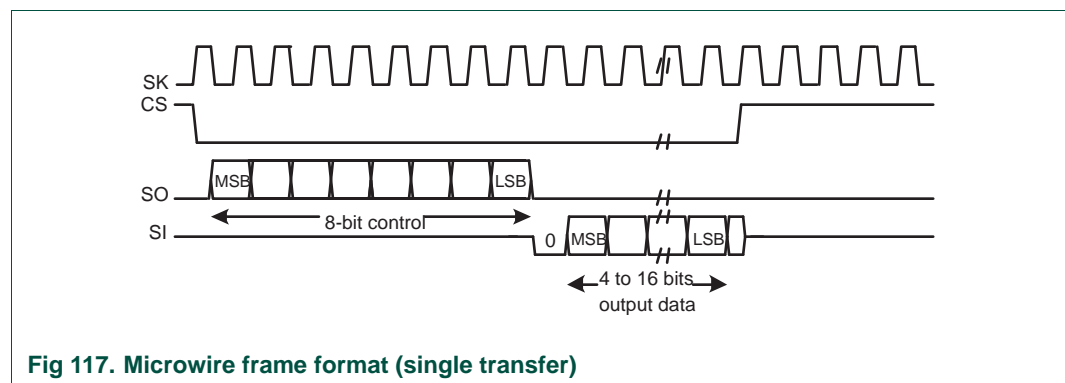 SK
CS
SO
MSB
LSB
8-bit control
SI
0
MSB
LSB
4 to 16 bits
output data
Fig 117. Microwire frame format (single transfer)